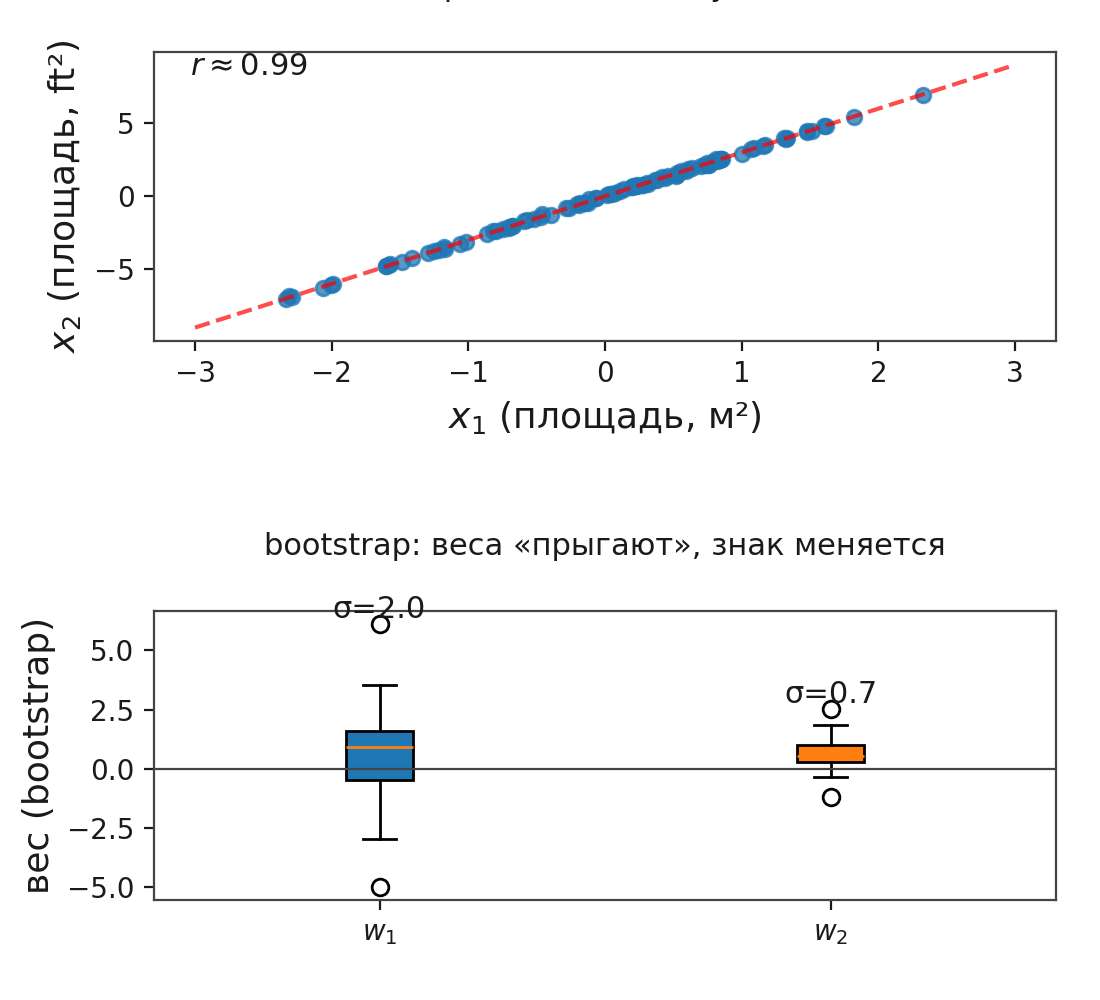 r ≈ 0.99
x₂ (площадь, ft²)
5
0
−5
−3 −2 −1 0 1 2 3
x₁ (площадь, м²)
bootstrap: веса «прыгают», знак меняется
σ=2.0
σ=0.7
вес (bootstrap)
5.0
2.5
0.0
−2.5
−5.0
w₁ w₂